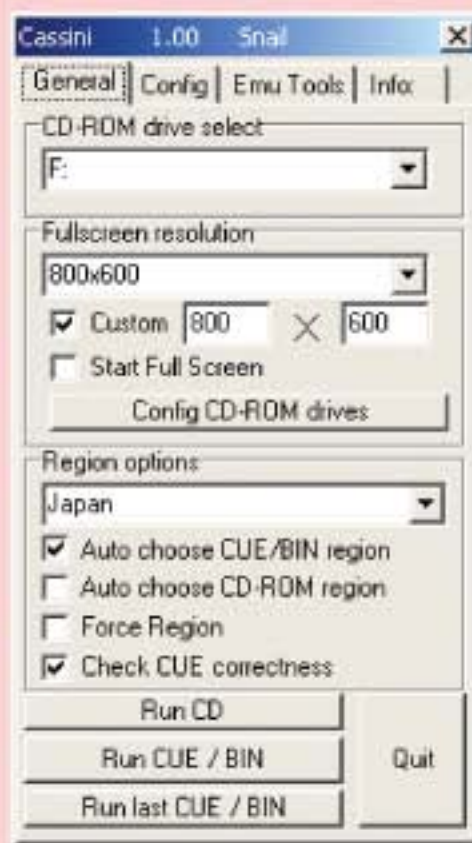 Cassini 1.00 Snail
General Config Emu Tools Info:
CD-ROM drive select
F:
Fullscreen resolution
800x600
Custom 800 X 600
Start Full Screen
Config CD-ROM drives
Region options
Japan
Auto choose CUE/BIN region
Auto choose CD-ROM region
Force Region
Check CUE correctness
Run CD
Run CUE / BIN
Quit
Run last CUE / BIN